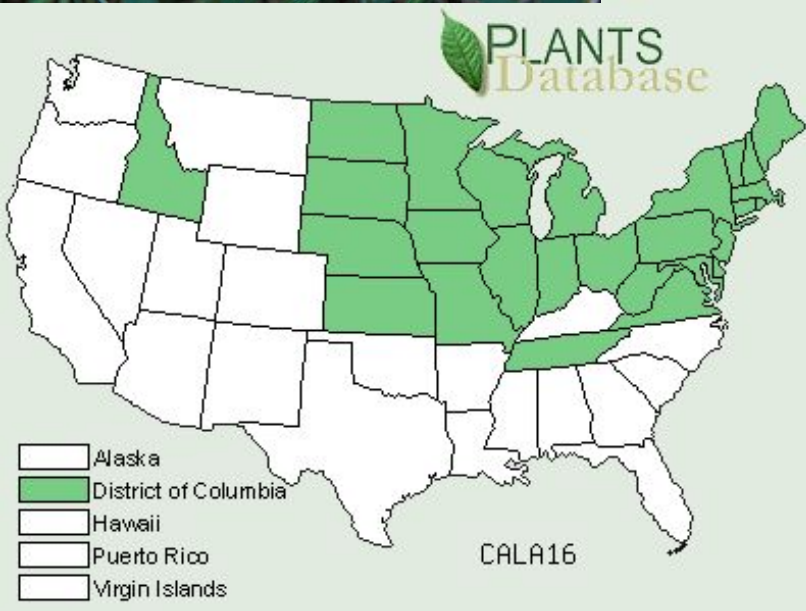 PLANTS
Database
Alaska
District of Columbia
Hawaii
Puerto Rico
Virgin Islands
CALA16